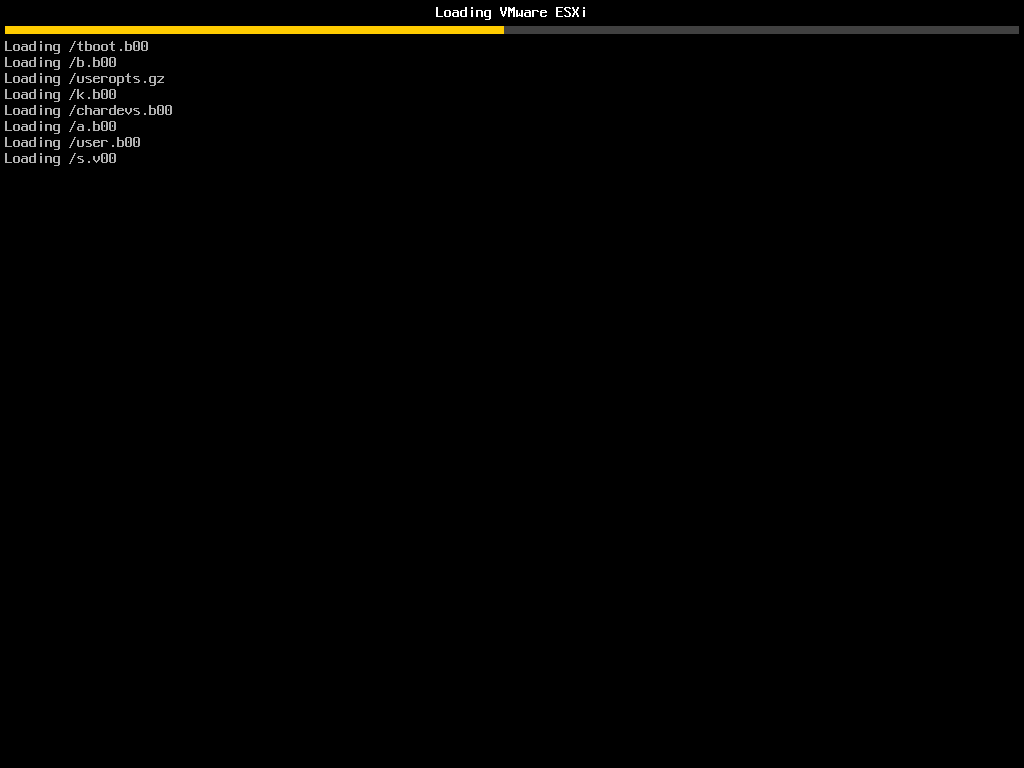 Loading VMware ESXi
Loading /tboot.b00
Loading /b.b00
Loading /useropts.gz
Loading /k.b00
Loading /chardevs.b00
Loading /a.b00
Loading /user.b00
Loading /s.v00